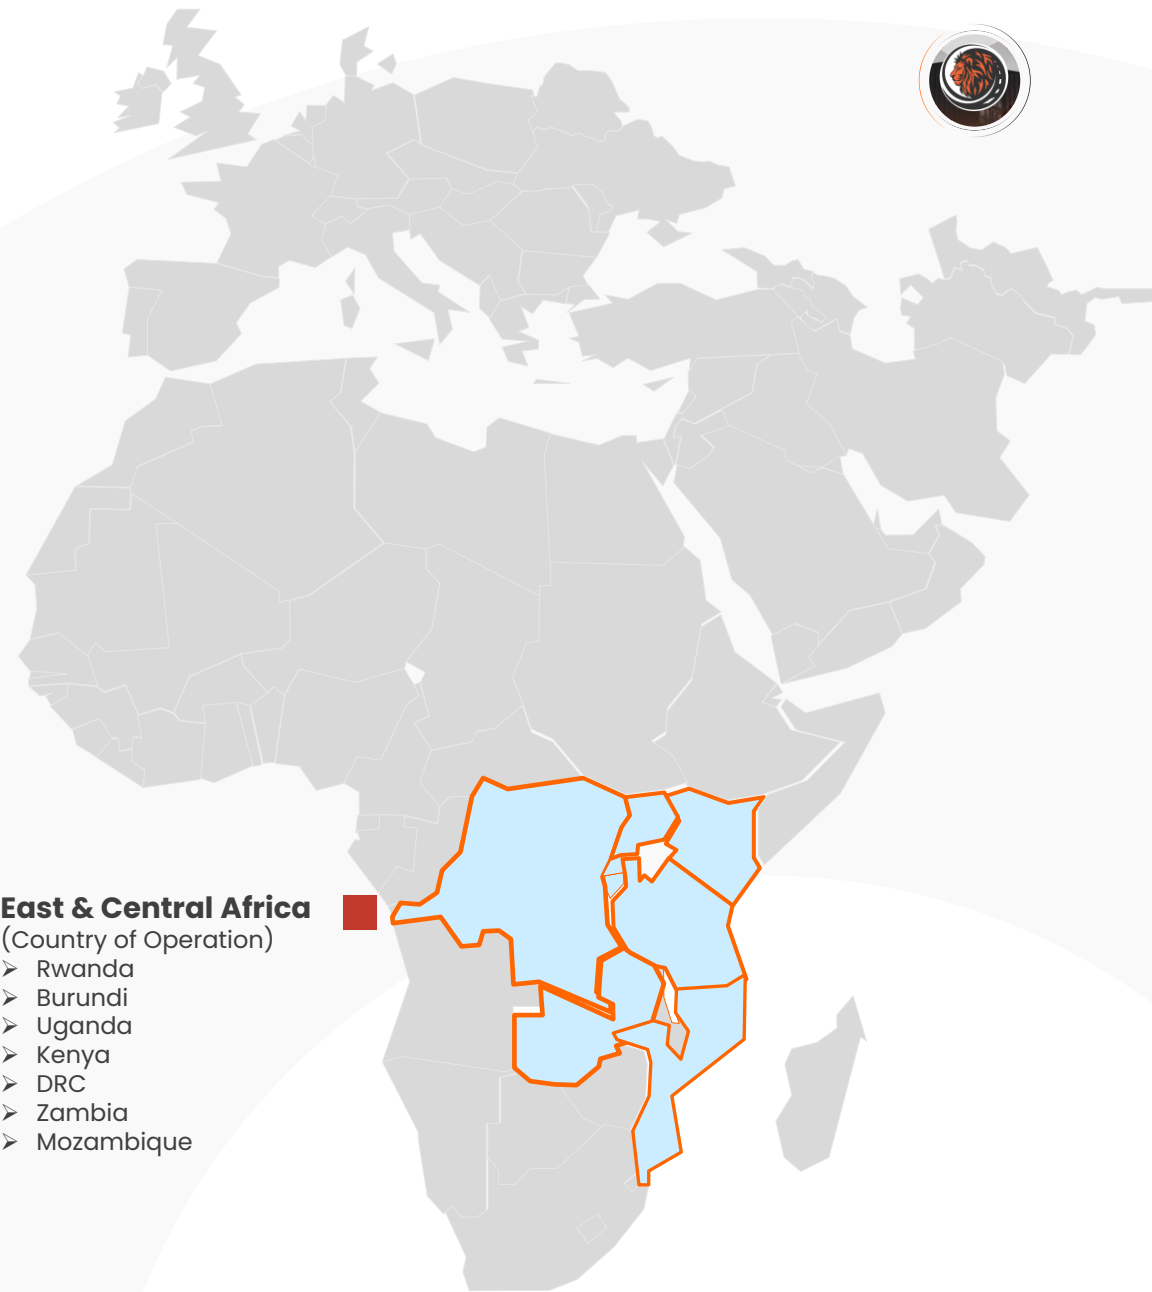 East & Central Africa
(Country of Operation)
➢ Rwanda
➢ Burundi
➢ Uganda
➢ Kenya
➢ DRC
➢ Zambia
➢ Mozambique